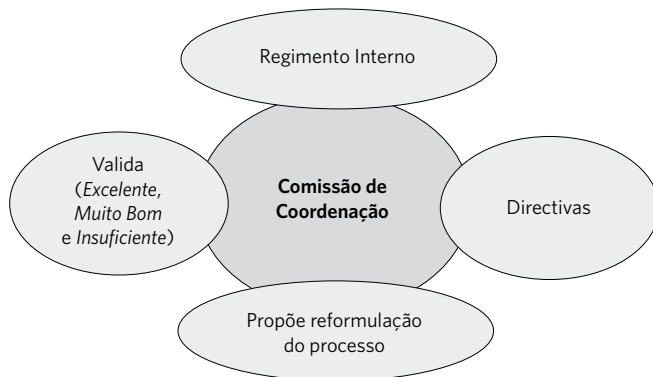 Regimento Interno
Valida
(Excelente,
Muito Bom
e Insuficiente)
Comissão de
Coordenação
Directivas
Propõe reformulação
do processo